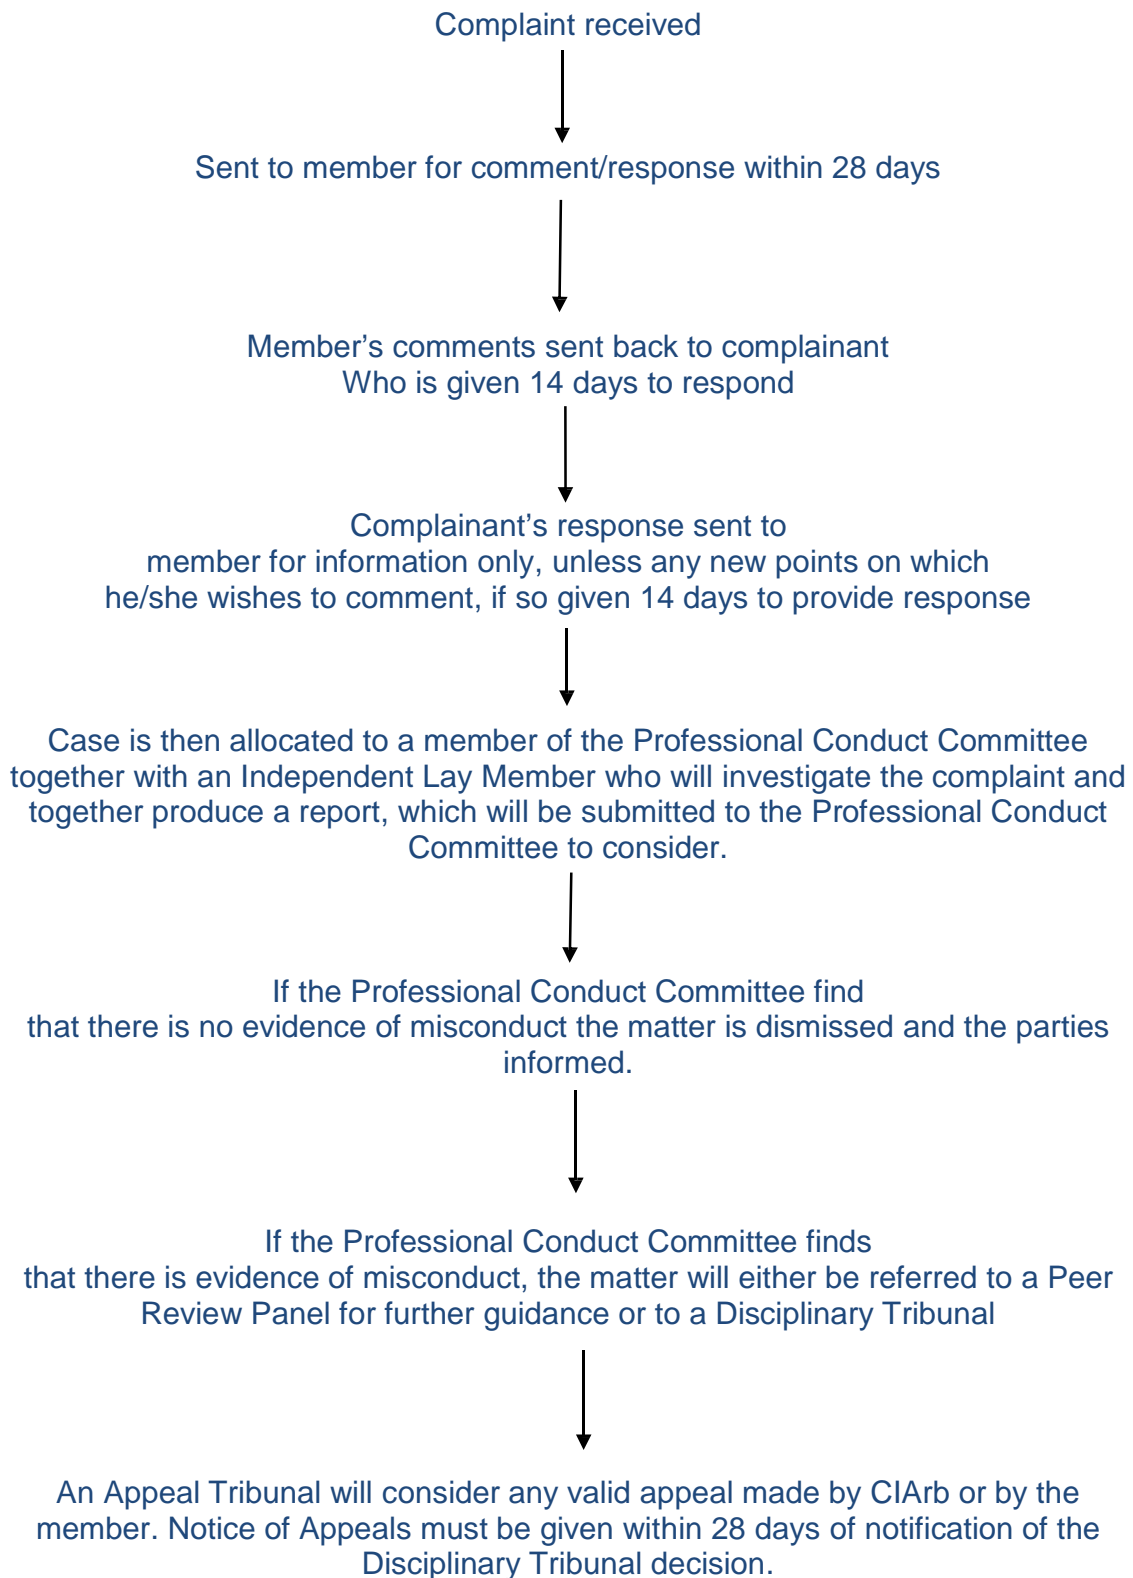 Complaint received
Sent to member for comment/response within 28 days
Member’s comments sent back to complainant
Who is given 14 days to respond
Complainant’s response sent to
member for information only, unless any new points on which
he/she wishes to comment, if so given 14 days to provide response
Case is then allocated to a member of the Professional Conduct Committee
together with an Independent Lay Member who will investigate the complaint and
together produce a report, which will be submitted to the Professional Conduct
Committee to consider.
If the Professional Conduct Committee find
that there is no evidence of misconduct the matter is dismissed and the parties
informed.
If the Professional Conduct Committee finds
that there is evidence of misconduct, the matter will either be referred to a Peer
Review Panel for further guidance or to a Disciplinary Tribunal
An Appeal Tribunal will consider any valid appeal made by CIArb or by the
member. Notice of Appeals must be given within 28 days of notification of the
Disciplinary Tribunal decision.